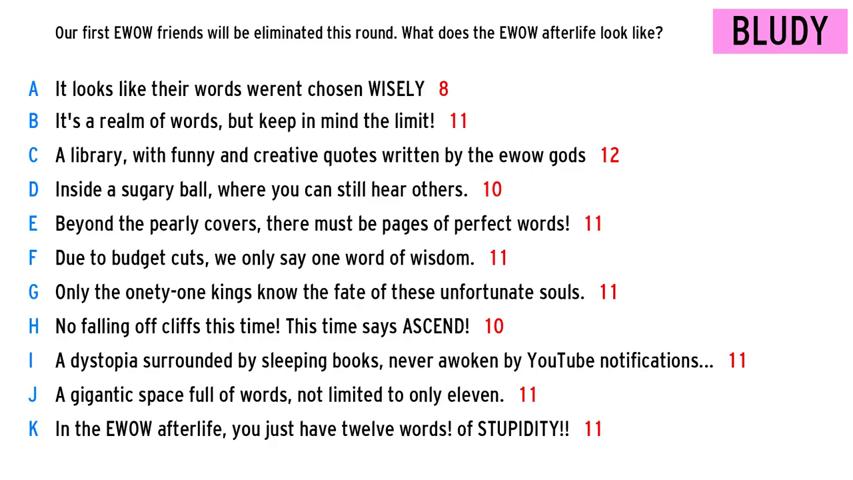 Our first EWOW friends will be eliminated this round. What does the EWOW afterlife look like?
BLUDY
A It looks like their words werent chosen WISELY 8
B It's a realm of words, but keep in mind the limit! 11
C A library, with funny and creative quotes written by the ewow gods 12
D Inside a sugary ball, where you can still hear others. 10
E Beyond the pearly covers, there must be pages of perfect words! 11
F Due to budget cuts, we only say one word of wisdom. 11
G Only the onety-one kings know the fate of these unfortunate souls. 11
H No falling off cliffs this time! This time says ASCEND! 10
I A dystopia surrounded by sleeping books, never awoken by YouTube notifications... 11
J A gigantic space full of words, not limited to only eleven. 11
K In the EWOW afterlife, you just have twelve words! of STUPIDITY!! 11